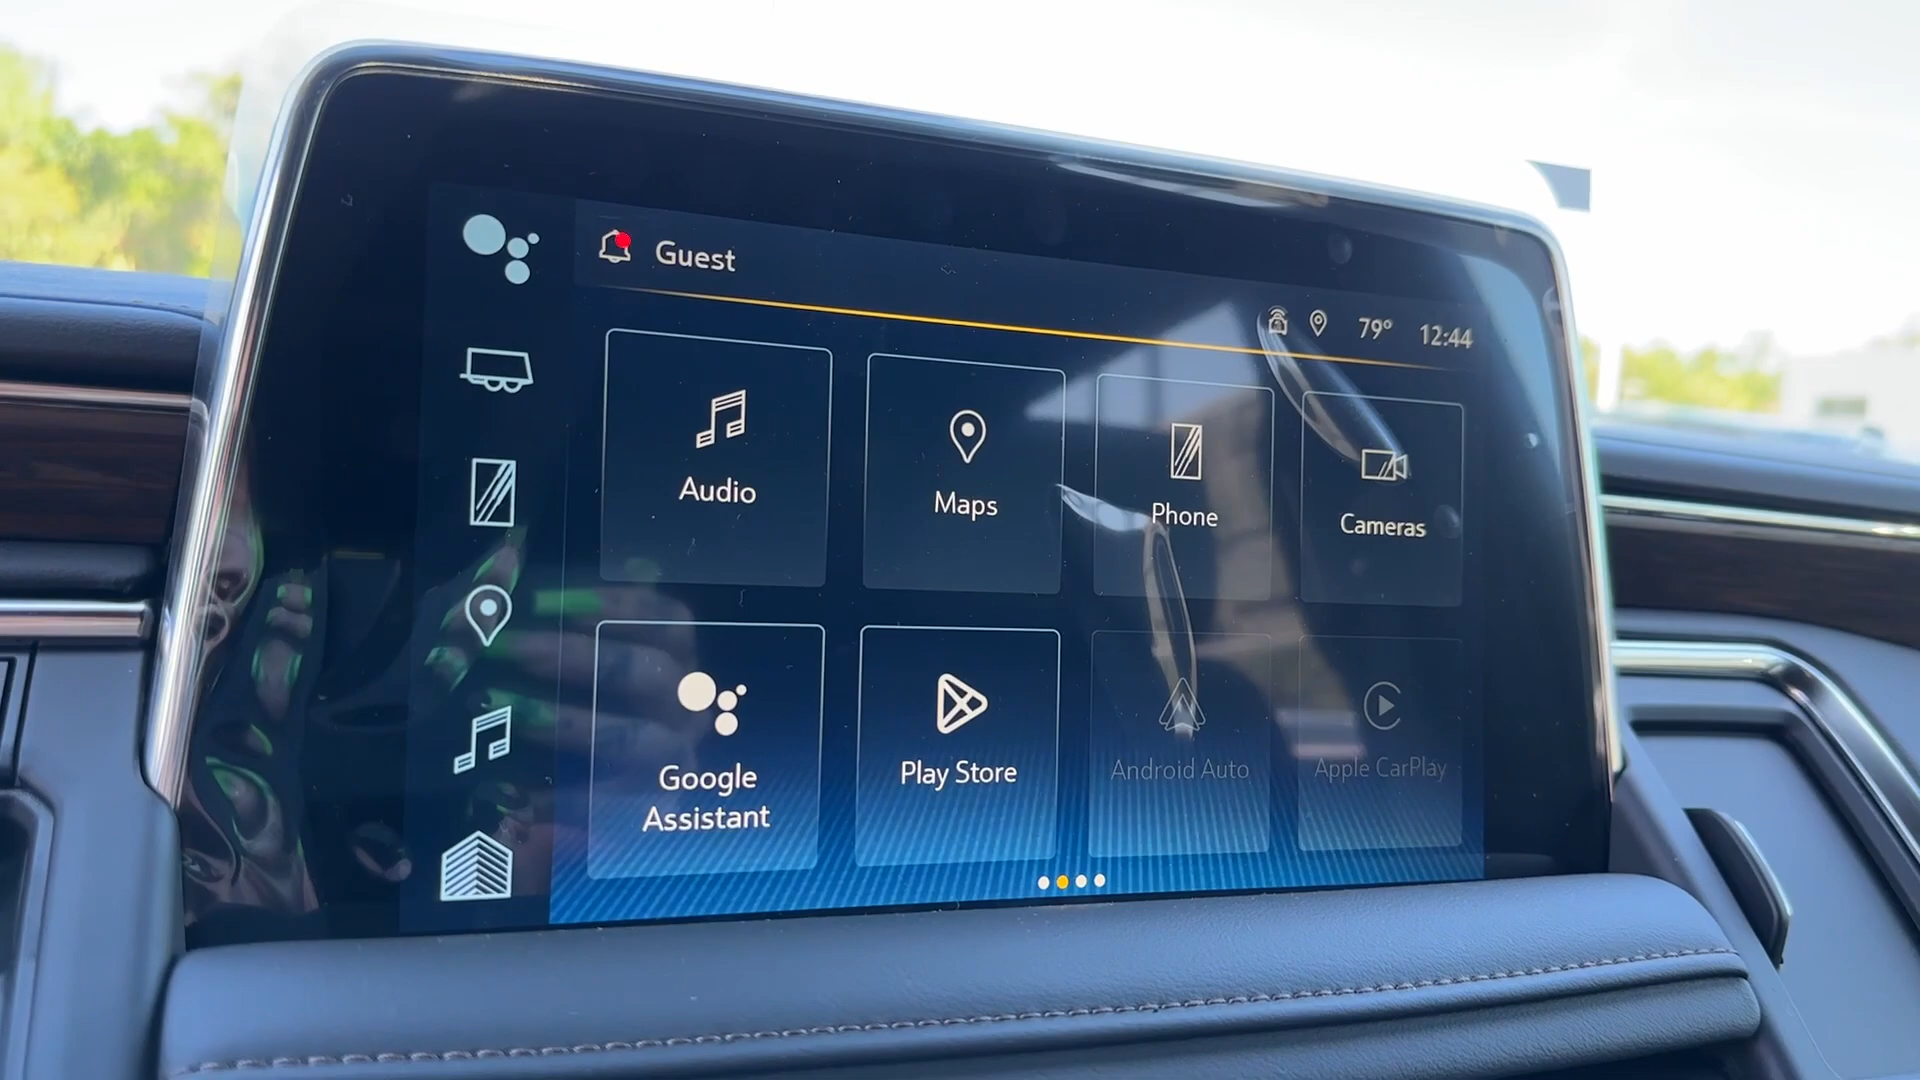 Guest
79° 12:44
Audio
Maps
Phone
Cameras
Google
Assistant
Play Store
Android Auto
Apple CarPlay